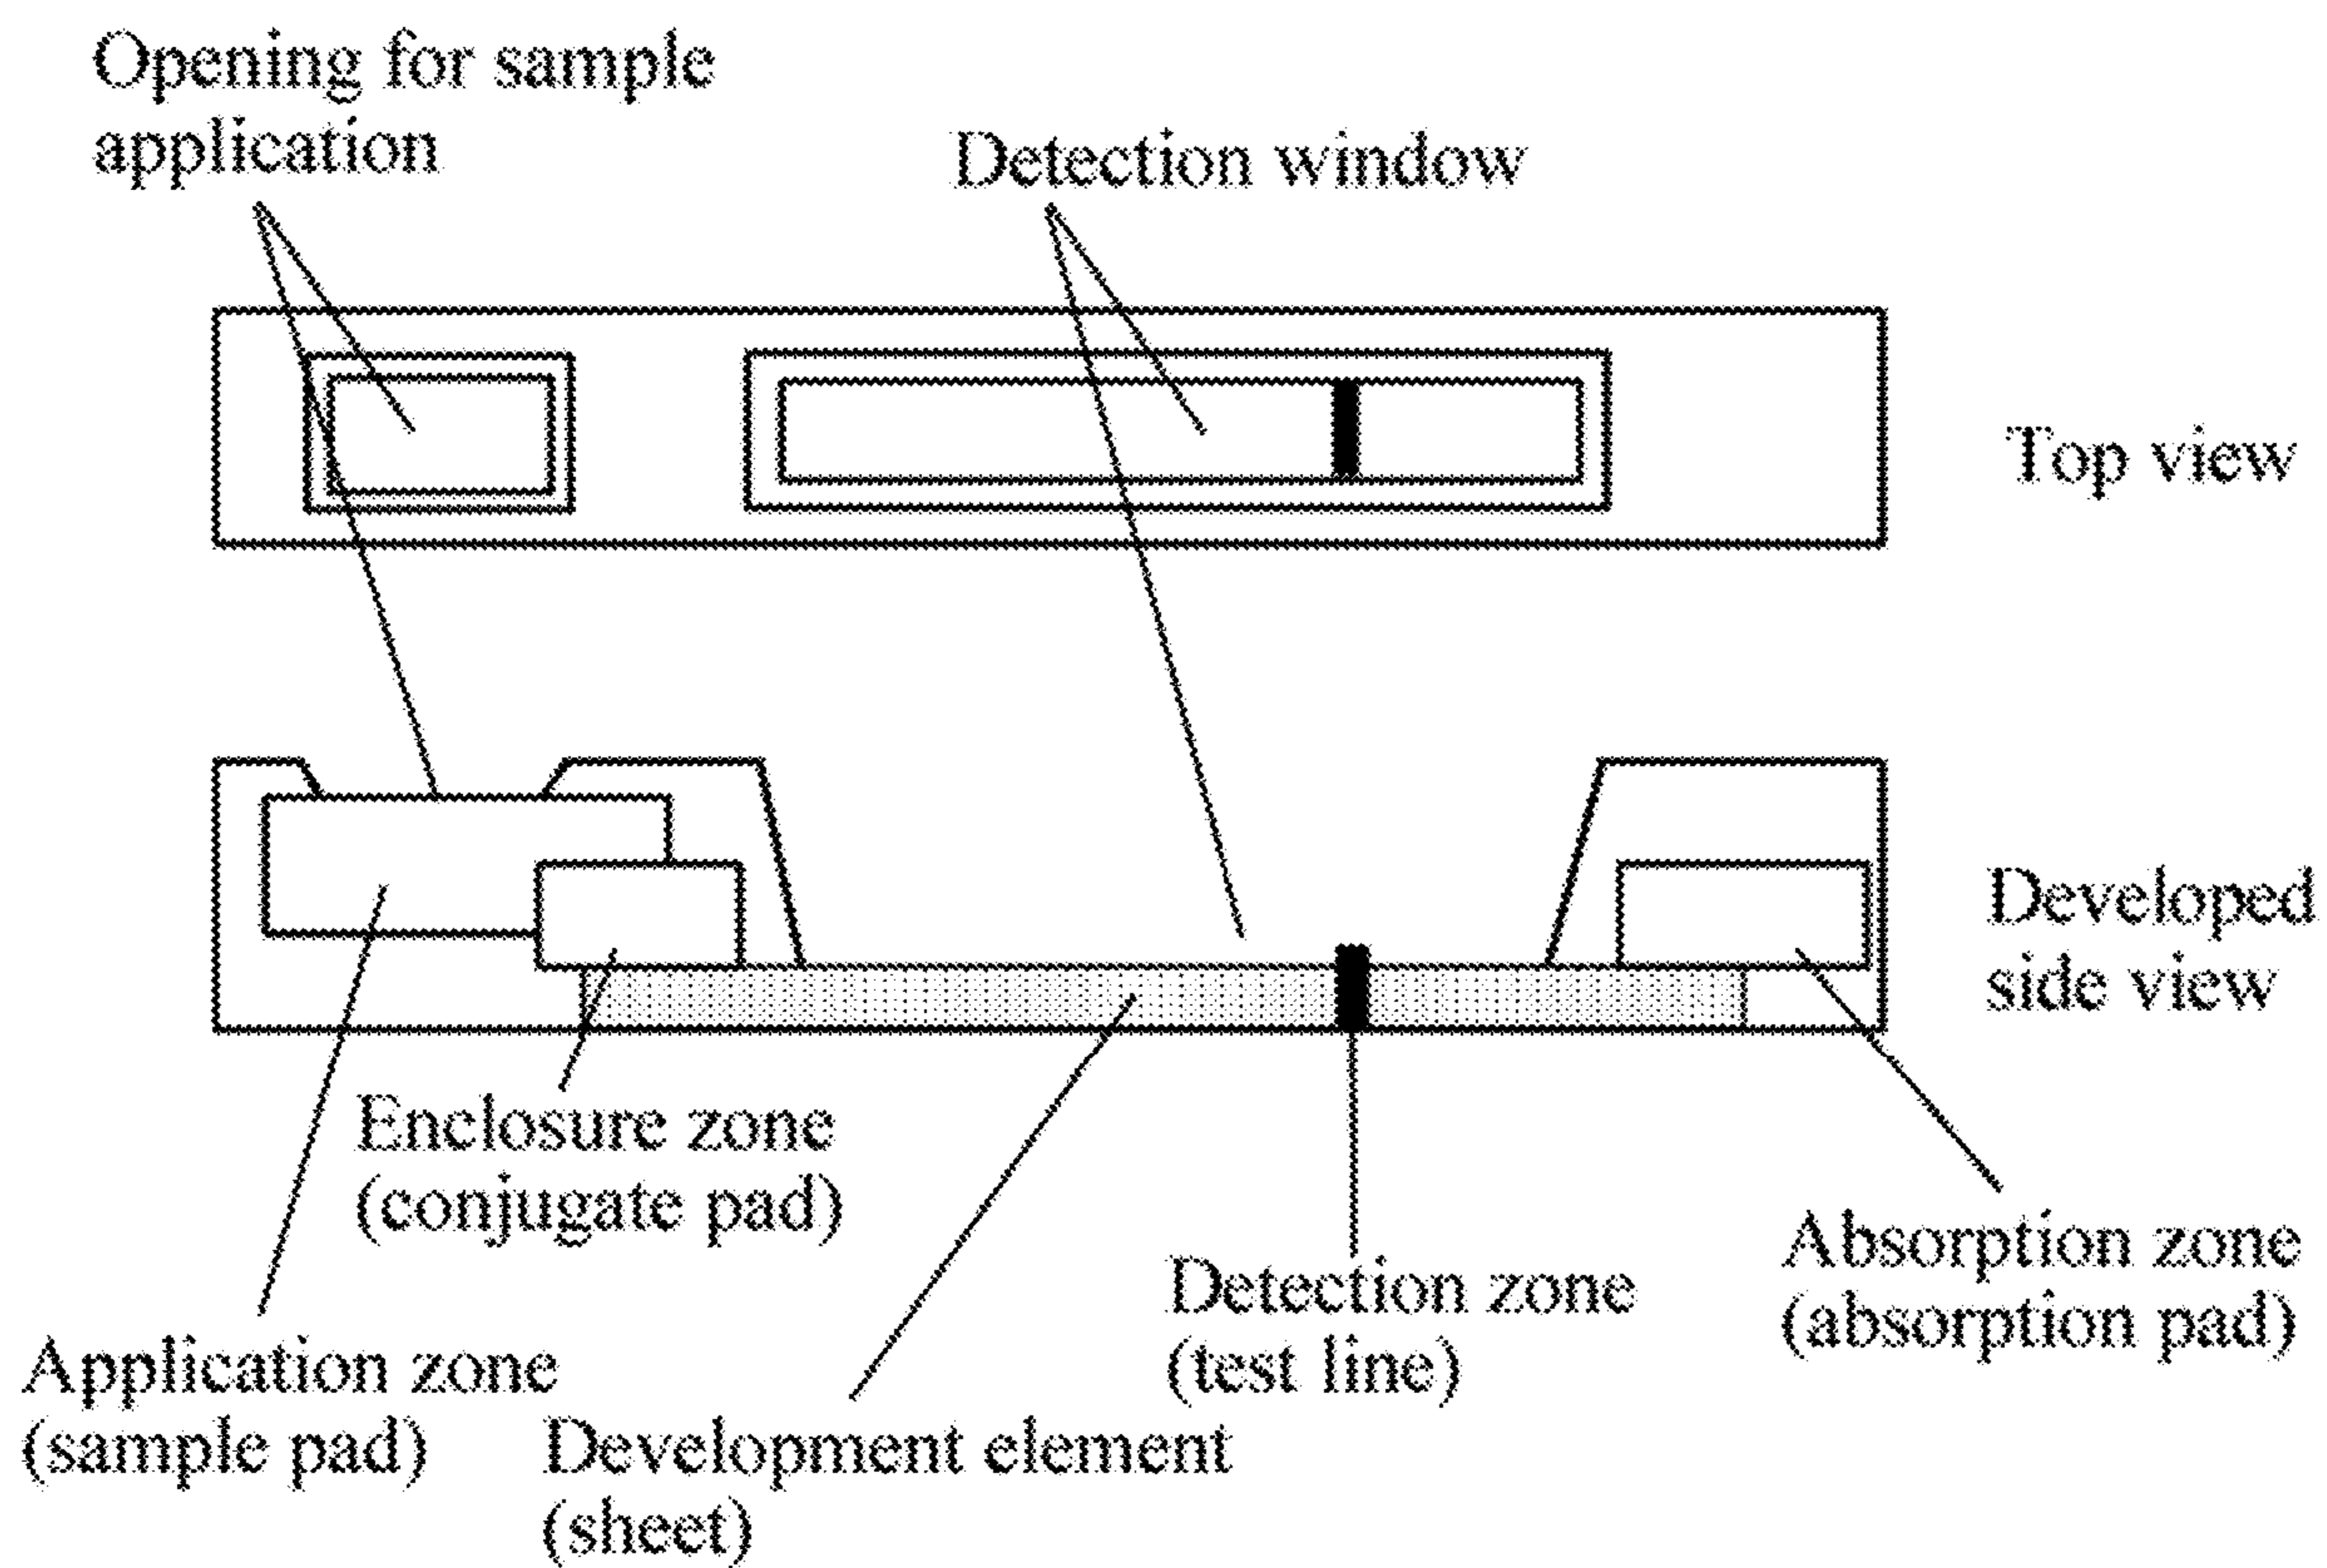 Opening for sample
application
Detection window
Top view
Developed
side view
Enclosure zone
(conjugate pad)
Absorption zone
(absorption pad)
Detection zone
(test line)
Application zone
(sample pad)
Development element
(sheet)